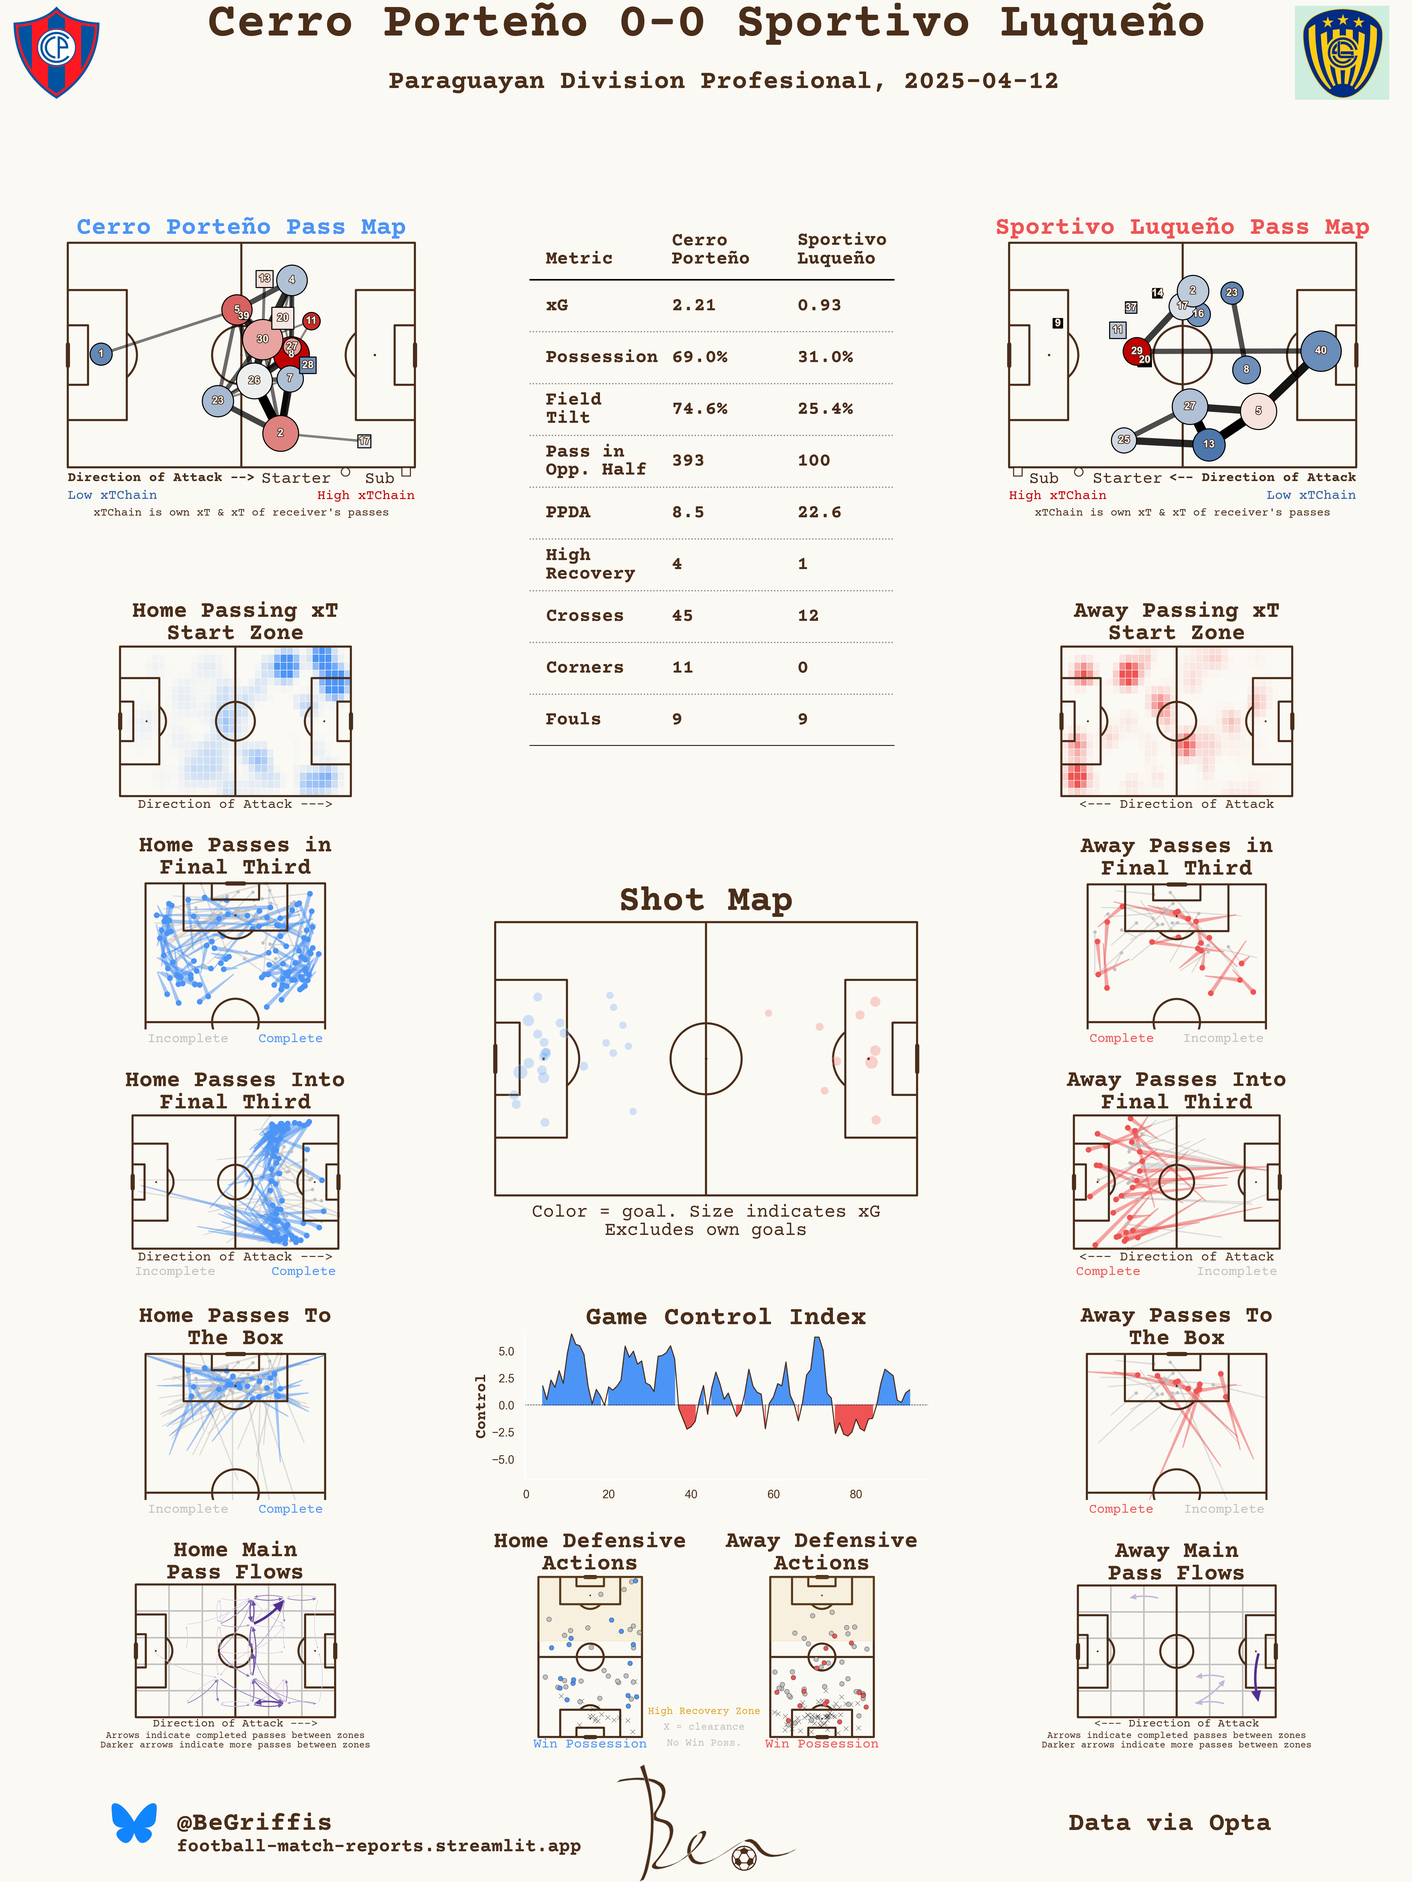 Cerro Porteño 0-0 Sportivo Luqueño
Paraguayan Division Profesional, 2025-04-12
Cerro Porteño Pass Map
13
4
5
39
20
11
30
1
27
8
28
26
7
23
2
17
Direction of Attack --> Starter Sub
Low xTChain High xTChain
xTChain is own xT & xT of receiver's passes
Metric Cerro Porteño Sportivo Luqueño
xG 2.21 0.93
Possession 69.0% 31.0%
Field Tilt 74.6% 25.4%
Pass in Opp. Half 393 100
PPDA 8.5 22.6
High Recovery 4 1
Crosses 45 12
Corners 11 0
Fouls 9 9
Sportivo Luqueño Pass Map
14
2
23
37
17
16
9
11
29
20
40
8
27
5
25
13
Sub Starter <-- Direction of Attack
High xTChain Low xTChain
xTChain is own xT & xT of receiver's passes
Home Passing xT
Start Zone
Direction of Attack --->
Away Passing xT
Start Zone
<--- Direction of Attack
Home Passes in
Final Third
Incomplete Complete
Away Passes in
Final Third
Complete Incomplete
Shot Map
Color = goal. Size indicates xG
Excludes own goals
Home Passes Into
Final Third
Direction of Attack --->
Incomplete Complete
Away Passes Into
Final Third
<--- Direction of Attack
Complete Incomplete
Home Passes To
The Box
Incomplete Complete
Game Control Index
Control
5.0
2.5
0.0
−2.5
−5.0
0 20 40 60 80
Away Passes To
The Box
Complete Incomplete
Home Main
Pass Flows
Direction of Attack --->
Arrows indicate completed passes between zones
Darker arrows indicate more passes between zones
Home Defensive
Actions
Win Possession
High Recovery Zone
X = clearance
No Win Poss.
Away Defensive
Actions
Win Possession
Away Main
Pass Flows
<--- Direction of Attack
Arrows indicate completed passes between zones
Darker arrows indicate more passes between zones
@BeGriffis
football-match-reports.streamlit.app
Ben
Data via Opta